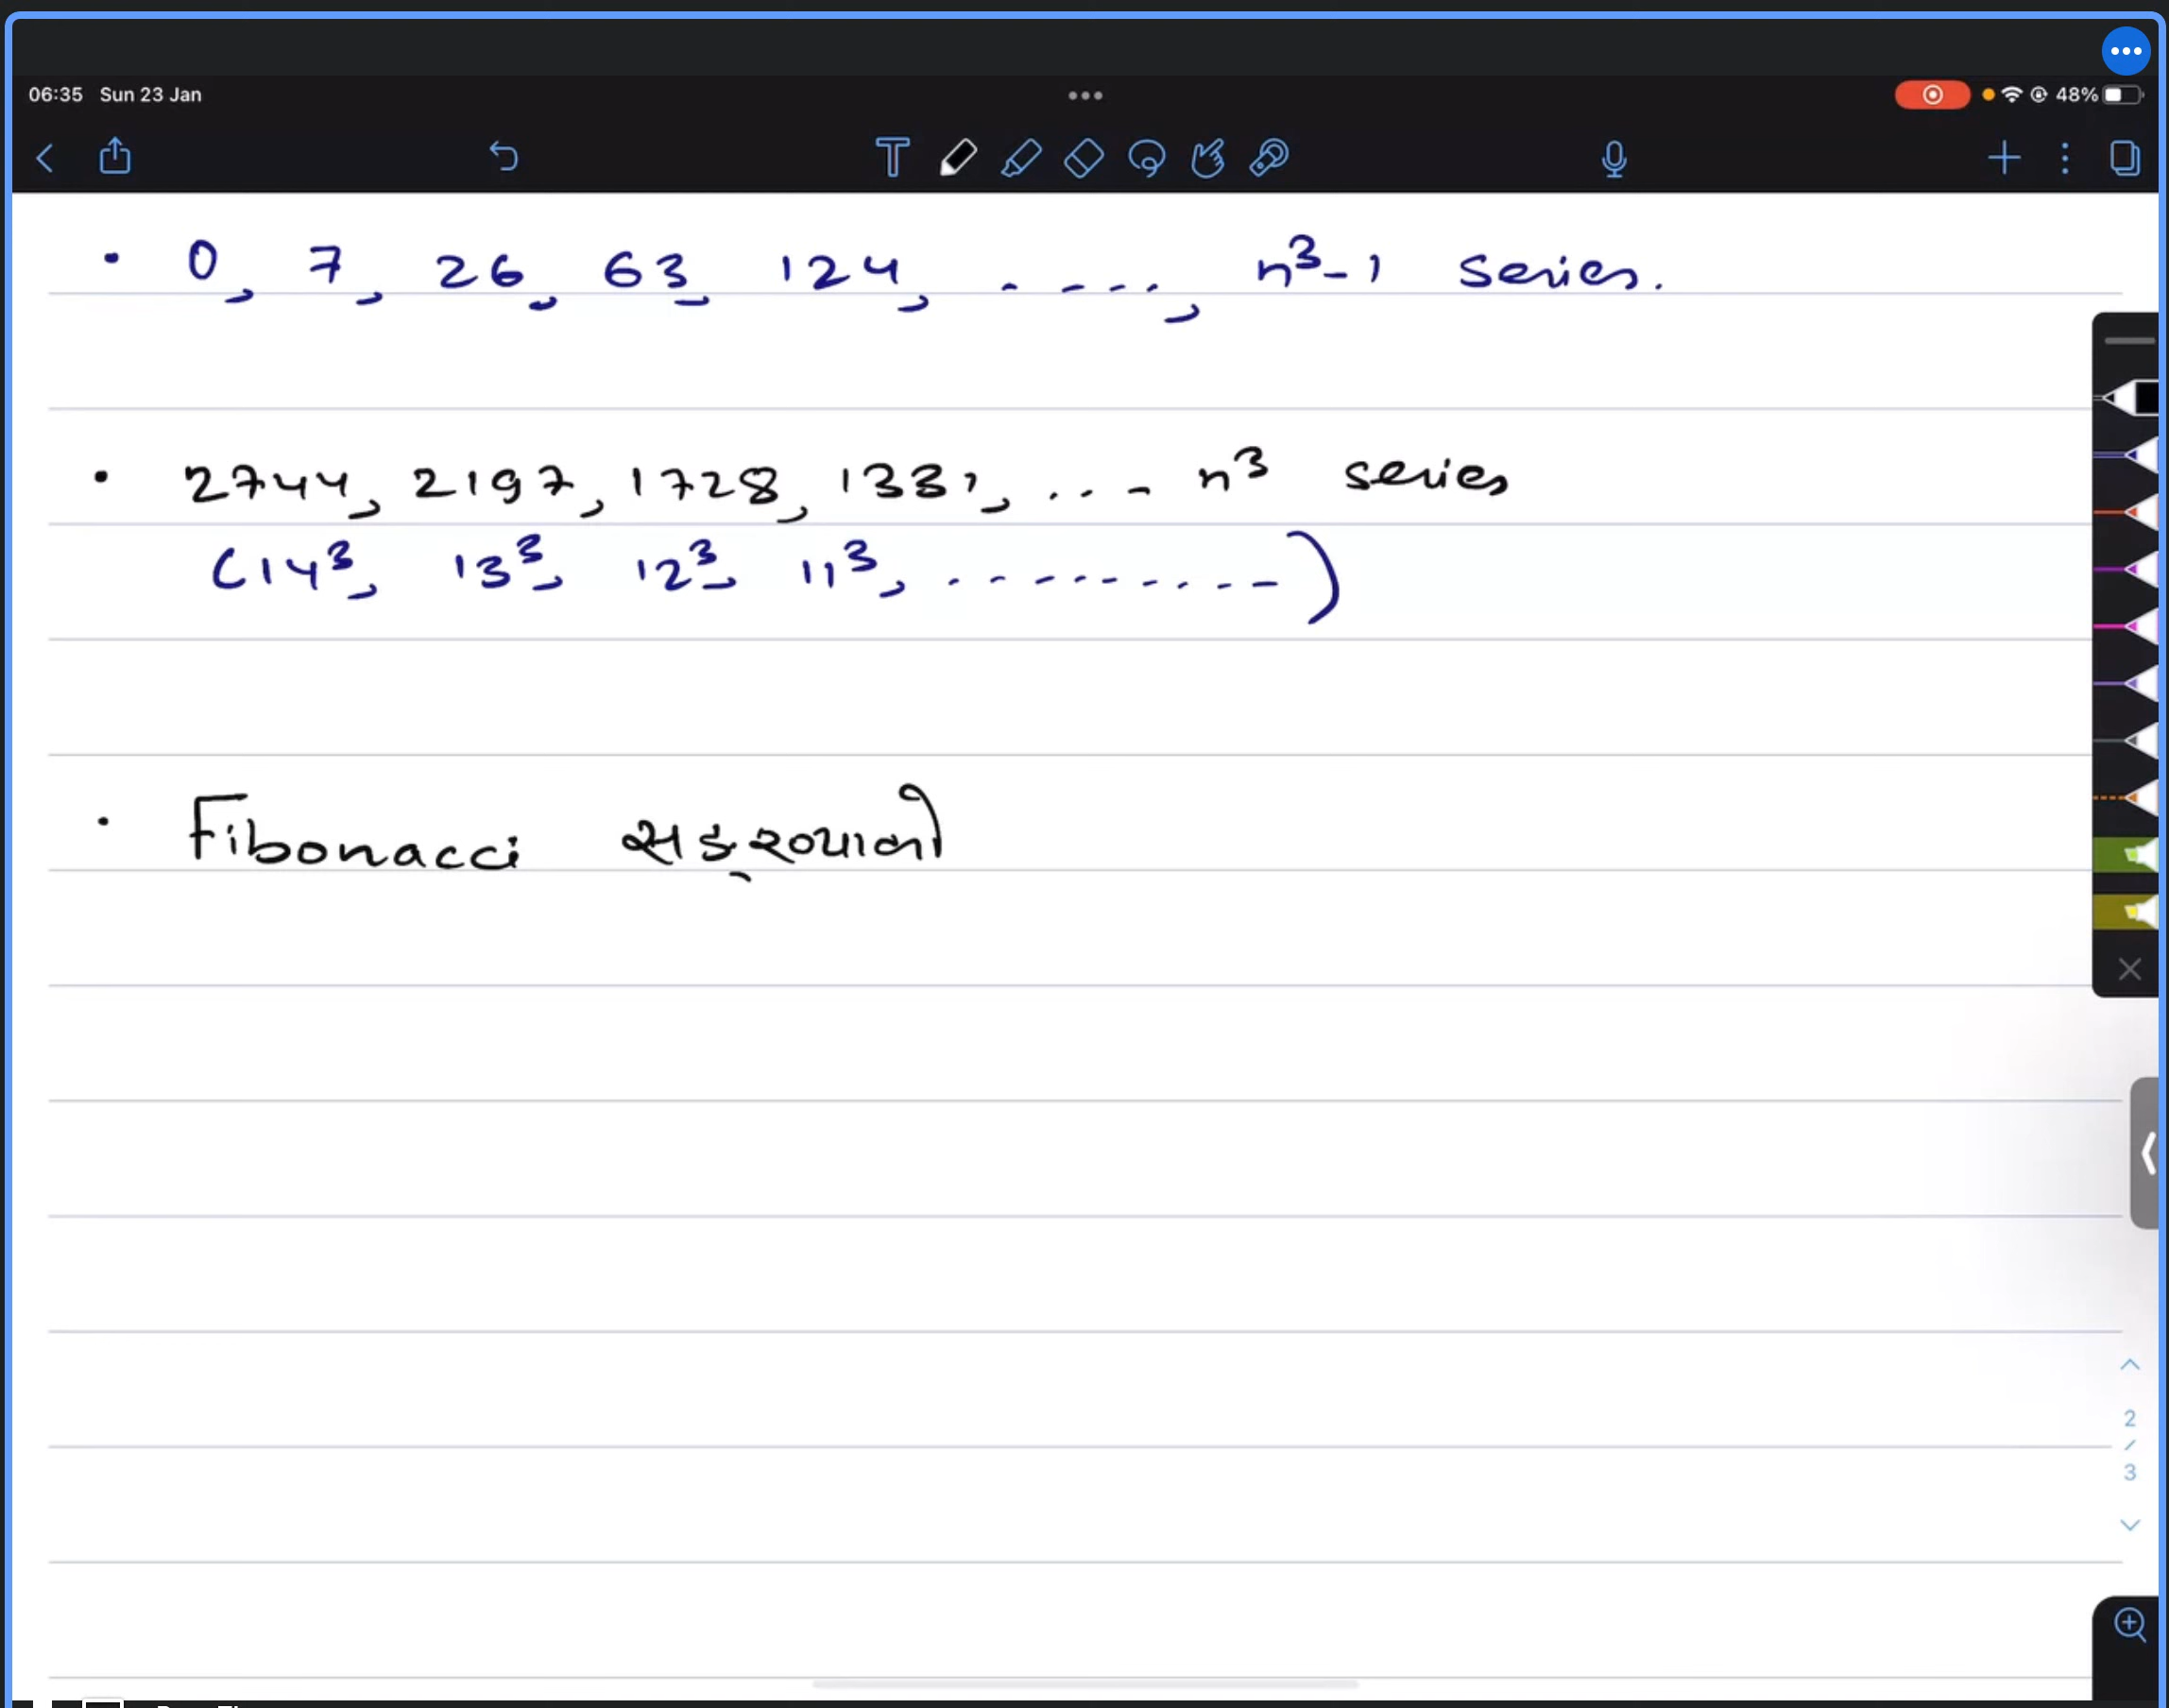 06:35 Sun 23 Jan
48%
• 0, 7, 26, 63, 124, ....., n³-1 series.
• 2744, 2197, 1728, 1331, ... n³ series
(14³, 13³, 12³, 11³, ..........)
• Fibonacci
2
/
3